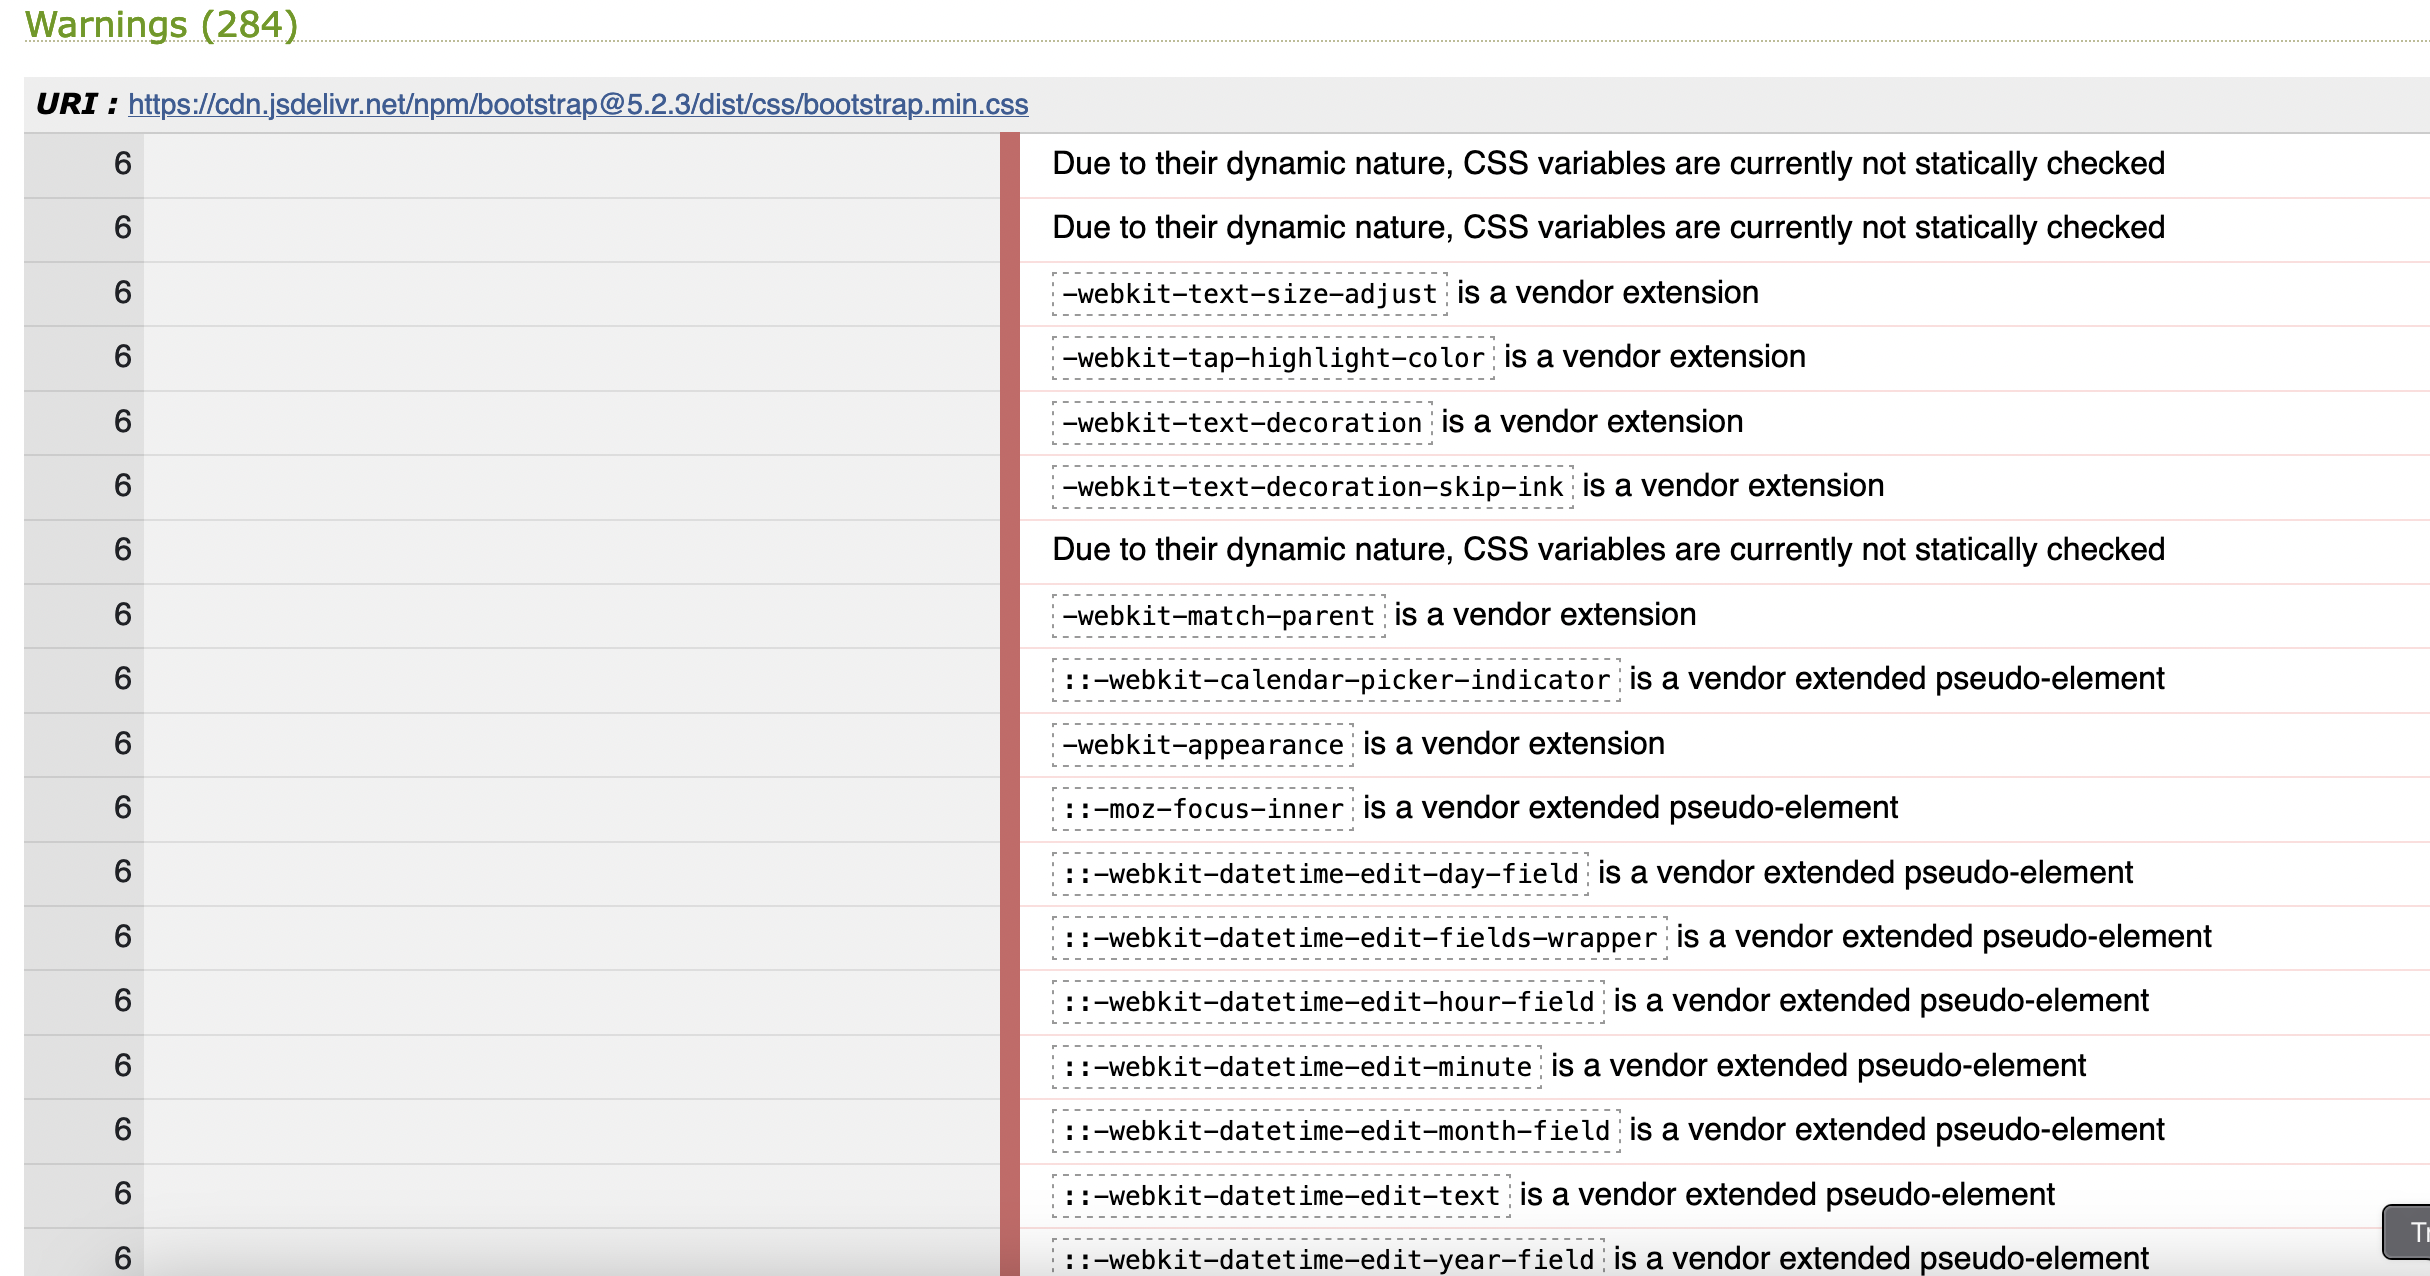 Warnings (284)
URI : https://cdn.jsdelivr.net/npm/bootstrap@5.2.3/dist/css/bootstrap.min.css
6 Due to their dynamic nature, CSS variables are currently not statically checked
6 Due to their dynamic nature, CSS variables are currently not statically checked
6 -webkit-text-size-adjust is a vendor extension
6 -webkit-tap-highlight-color is a vendor extension
6 -webkit-text-decoration is a vendor extension
6 -webkit-text-decoration-skip-ink is a vendor extension
6 Due to their dynamic nature, CSS variables are currently not statically checked
6 -webkit-match-parent is a vendor extension
6 ::-webkit-calendar-picker-indicator is a vendor extended pseudo-element
6 -webkit-appearance is a vendor extension
6 ::-moz-focus-inner is a vendor extended pseudo-element
6 ::-webkit-datetime-edit-day-field is a vendor extended pseudo-element
6 ::-webkit-datetime-edit-fields-wrapper is a vendor extended pseudo-element
6 ::-webkit-datetime-edit-hour-field is a vendor extended pseudo-element
6 ::-webkit-datetime-edit-minute is a vendor extended pseudo-element
6 ::-webkit-datetime-edit-month-field is a vendor extended pseudo-element
6 ::-webkit-datetime-edit-text is a vendor extended pseudo-element
6 ::-webkit-datetime-edit-year-field is a vendor extended pseudo-element